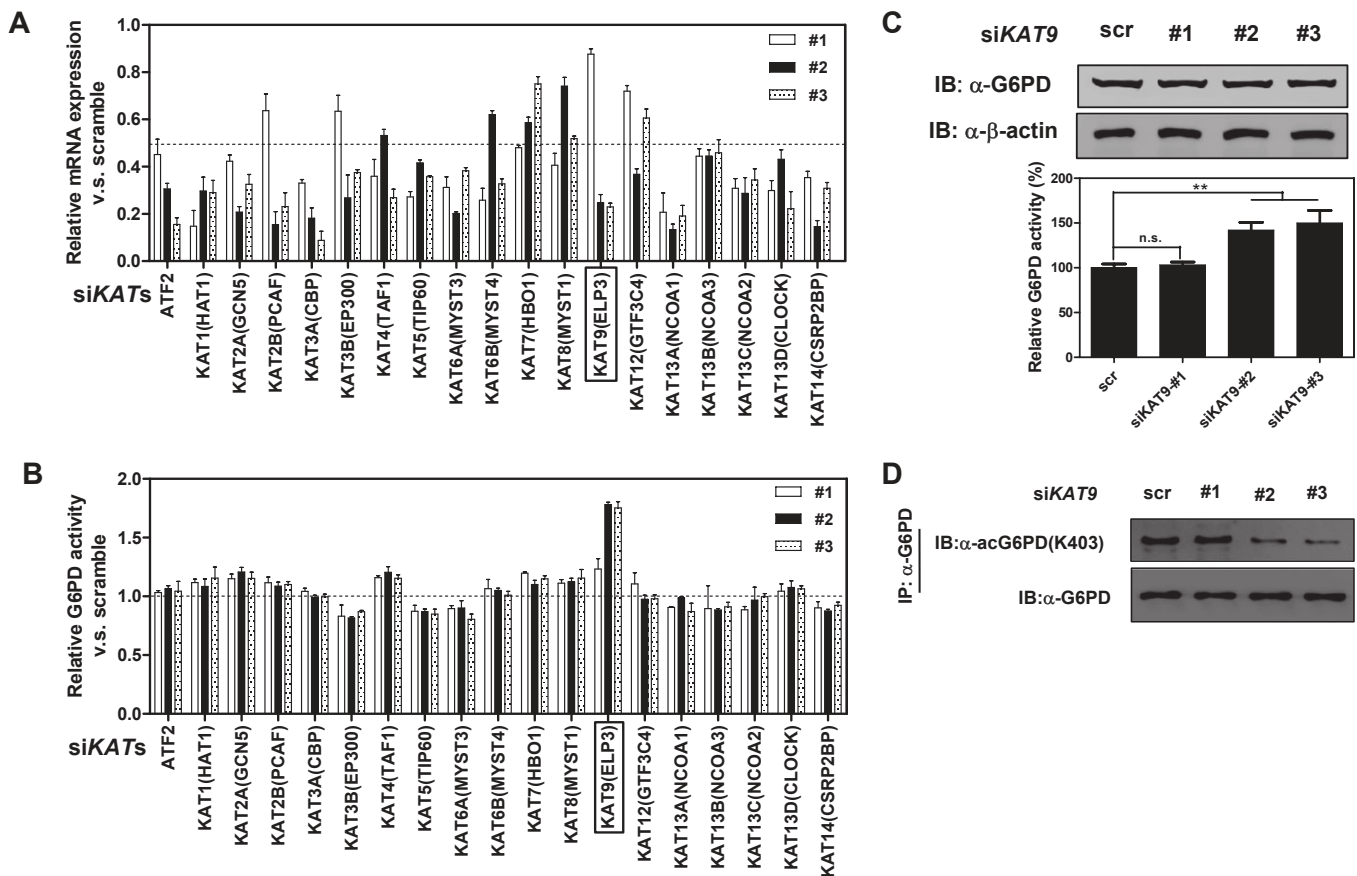 A
Relative mRNA expression
v.s. scramble
1.0
0.8
0.6
0.4
0.2
0.0
#1
#2
#3
siKATs
ATF2
KAT1(HAT1)
KAT2A(GCN5)
KAT2B(PCAF)
KAT3A(CBP)
KAT3B(EP300)
KAT4(TAF1)
KAT5(TIP60)
KAT6A(MYST3)
KAT6B(MYST4)
KAT7(HBO1)
KAT8(MYST1)
KAT9(ELP3)
KAT12(GTF3C4)
KAT13A(NCOA1)
KAT13B(NCOA3)
KAT13C(NCOA2)
KAT13D(CLOCK)
KAT14(CSRP2BP)
B
Relative G6PD activity
v.s. scramble
2.0
1.5
1.0
0.5
0.0
#1
#2
#3
siKATs
ATF2
KAT1(HAT1)
KAT2A(GCN5)
KAT2B(PCAF)
KAT3A(CBP)
KAT3B(EP300)
KAT4(TAF1)
KAT5(TIP60)
KAT6A(MYST3)
KAT6B(MYST4)
KAT7(HBO1)
KAT8(MYST1)
KAT9(ELP3)
KAT12(GTF3C4)
KAT13A(NCOA1)
KAT13B(NCOA3)
KAT13C(NCOA2)
KAT13D(CLOCK)
KAT14(CSRP2BP)
C
siKAT9 scr #1 #2 #3
IB: α-G6PD
IB: α-β-actin
Relative G6PD activity (%)
200
150
100
50
0
**
n.s.
scr
siKAT9-#1
siKAT9-#2
siKAT9-#3
D
siKAT9 scr #1 #2 #3
IP: α-G6PD
IB:α-acG6PD(K403)
IB:α-G6PD